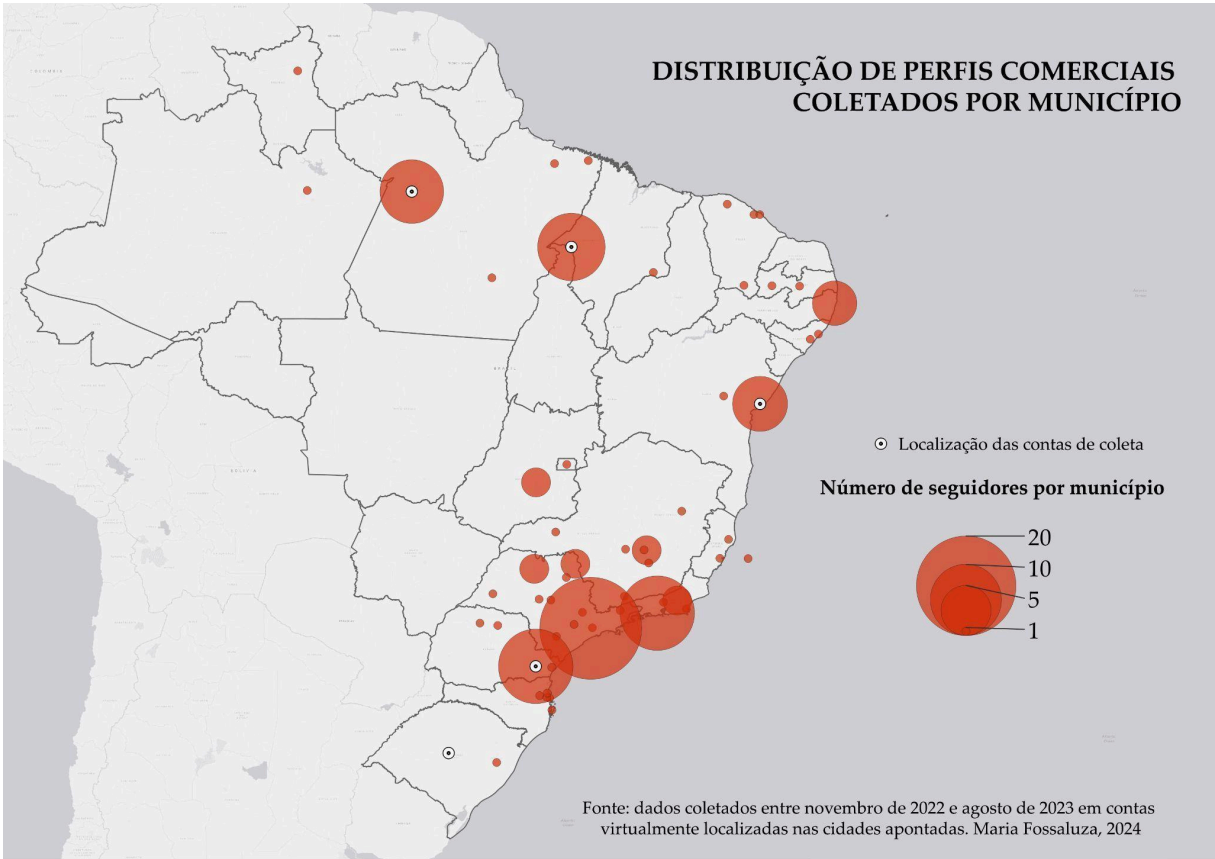 DISTRIBUIÇÃO DE PERFIS COMERCIAIS
COLETADOS POR MUNICÍPIO
Localização das contas de coleta
Número de seguidores por município
20
10
5
1
Fonte: dados coletados entre novembro de 2022 e agosto de 2023 em contas
virtualmente localizadas nas cidades apontadas. Maria Fossaluza, 2024